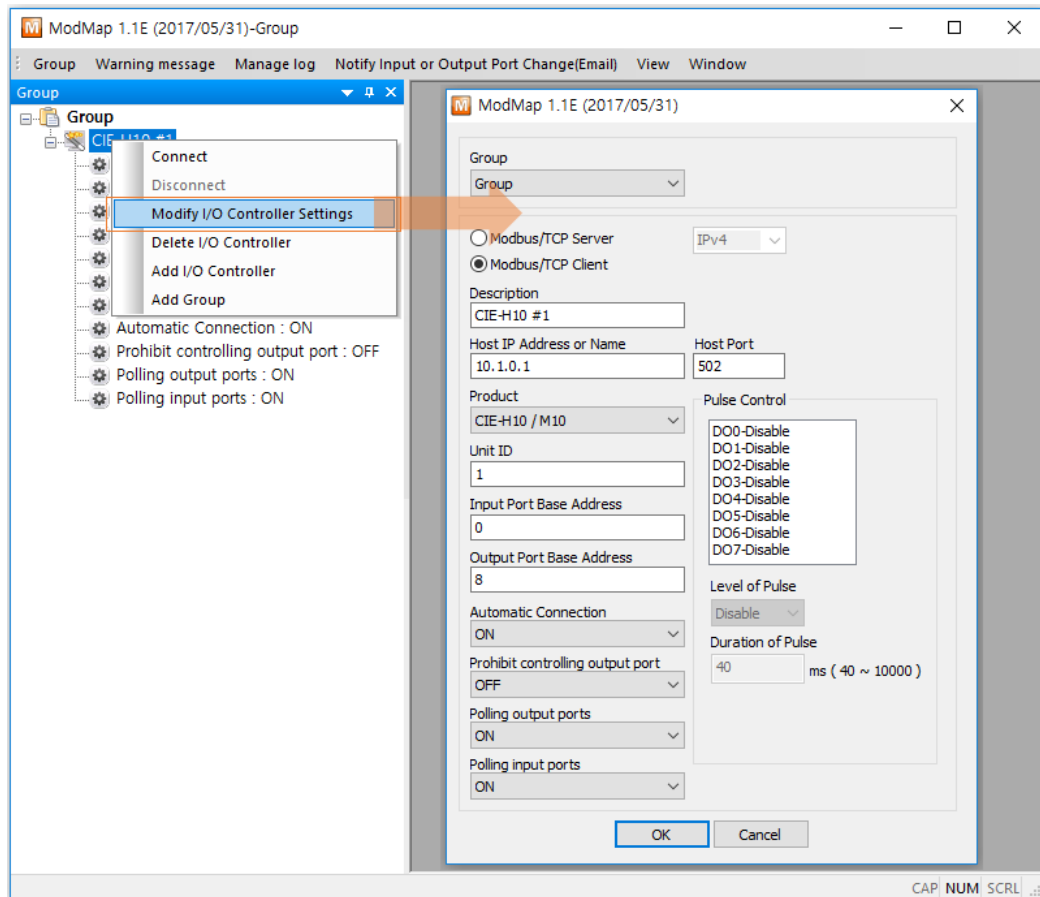 ModMap 1.1E (2017/05/31)-Group
Group Warning message Manage log Notify Input or Output Port Change(Email) View Window
Group
Group
CIE-H10 #1
Connect
Disconnect
Modify I/O Controller Settings
Delete I/O Controller
Add I/O Controller
Add Group
Automatic Connection : ON
Prohibit controlling output port : OFF
Polling output ports : ON
Polling input ports : ON
ModMap 1.1E (2017/05/31)
Group
Group
Modbus/TCP Server
IPv4
Modbus/TCP Client
Description
CIE-H10 #1
Host IP Address or Name
Host Port
10.1.0.1
502
Product
CIE-H10 / M10
Unit ID
1
Input Port Base Address
0
Output Port Base Address
8
Automatic Connection
ON
Prohibit controlling output port
OFF
Polling output ports
ON
Polling input ports
ON
Pulse Control
DO0-Disable
DO1-Disable
DO2-Disable
DO3-Disable
DO4-Disable
DO5-Disable
DO6-Disable
DO7-Disable
Level of Pulse
Disable
Duration of Pulse
40
ms ( 40 ~ 10000 )
OK
Cancel
CAP NUM SCRL